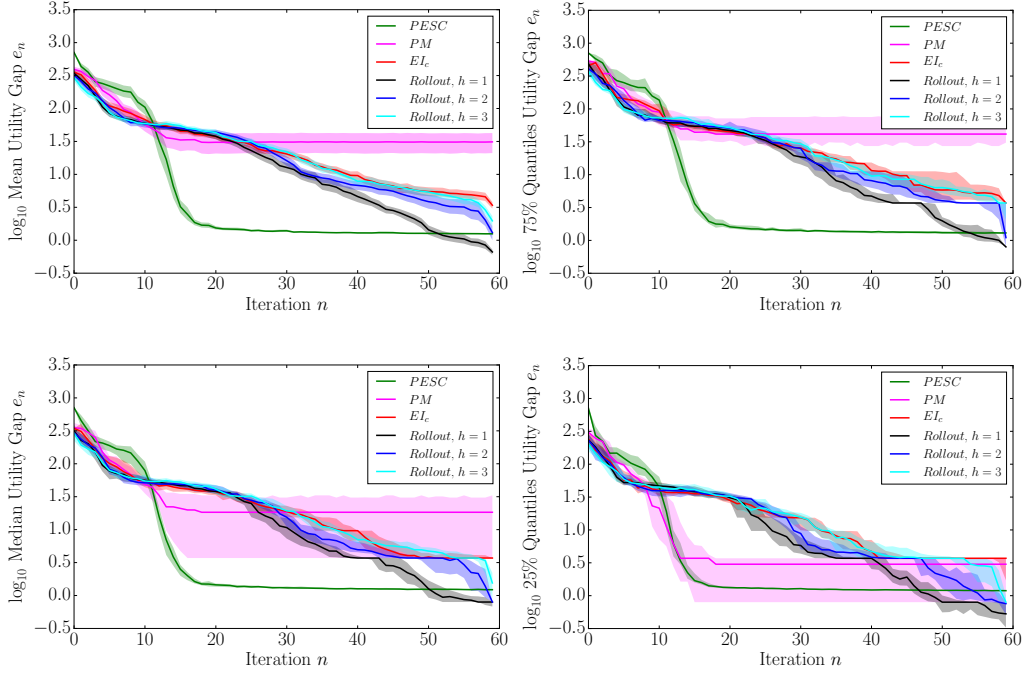 log₁₀ Mean Utility Gap eₙ
3.5
3.0
2.5
2.0
1.5
1.0
0.5
0.0
−0.5
0 10 20 30 40 50 60
Iteration n
PESC
PM
EI_c
Rollout, h = 1
Rollout, h = 2
Rollout, h = 3
log₁₀ 75% Quantiles Utility Gap eₙ
3.5
3.0
2.5
2.0
1.5
1.0
0.5
0.0
−0.5
0 10 20 30 40 50 60
Iteration n
PESC
PM
EI_c
Rollout, h = 1
Rollout, h = 2
Rollout, h = 3
log₁₀ Median Utility Gap eₙ
3.5
3.0
2.5
2.0
1.5
1.0
0.5
0.0
−0.5
0 10 20 30 40 50 60
Iteration n
PESC
PM
EI_c
Rollout, h = 1
Rollout, h = 2
Rollout, h = 3
log₁₀ 25% Quantiles Utility Gap eₙ
3.5
3.0
2.5
2.0
1.5
1.0
0.5
0.0
−0.5
0 10 20 30 40 50 60
Iteration n
PESC
PM
EI_c
Rollout, h = 1
Rollout, h = 2
Rollout, h = 3